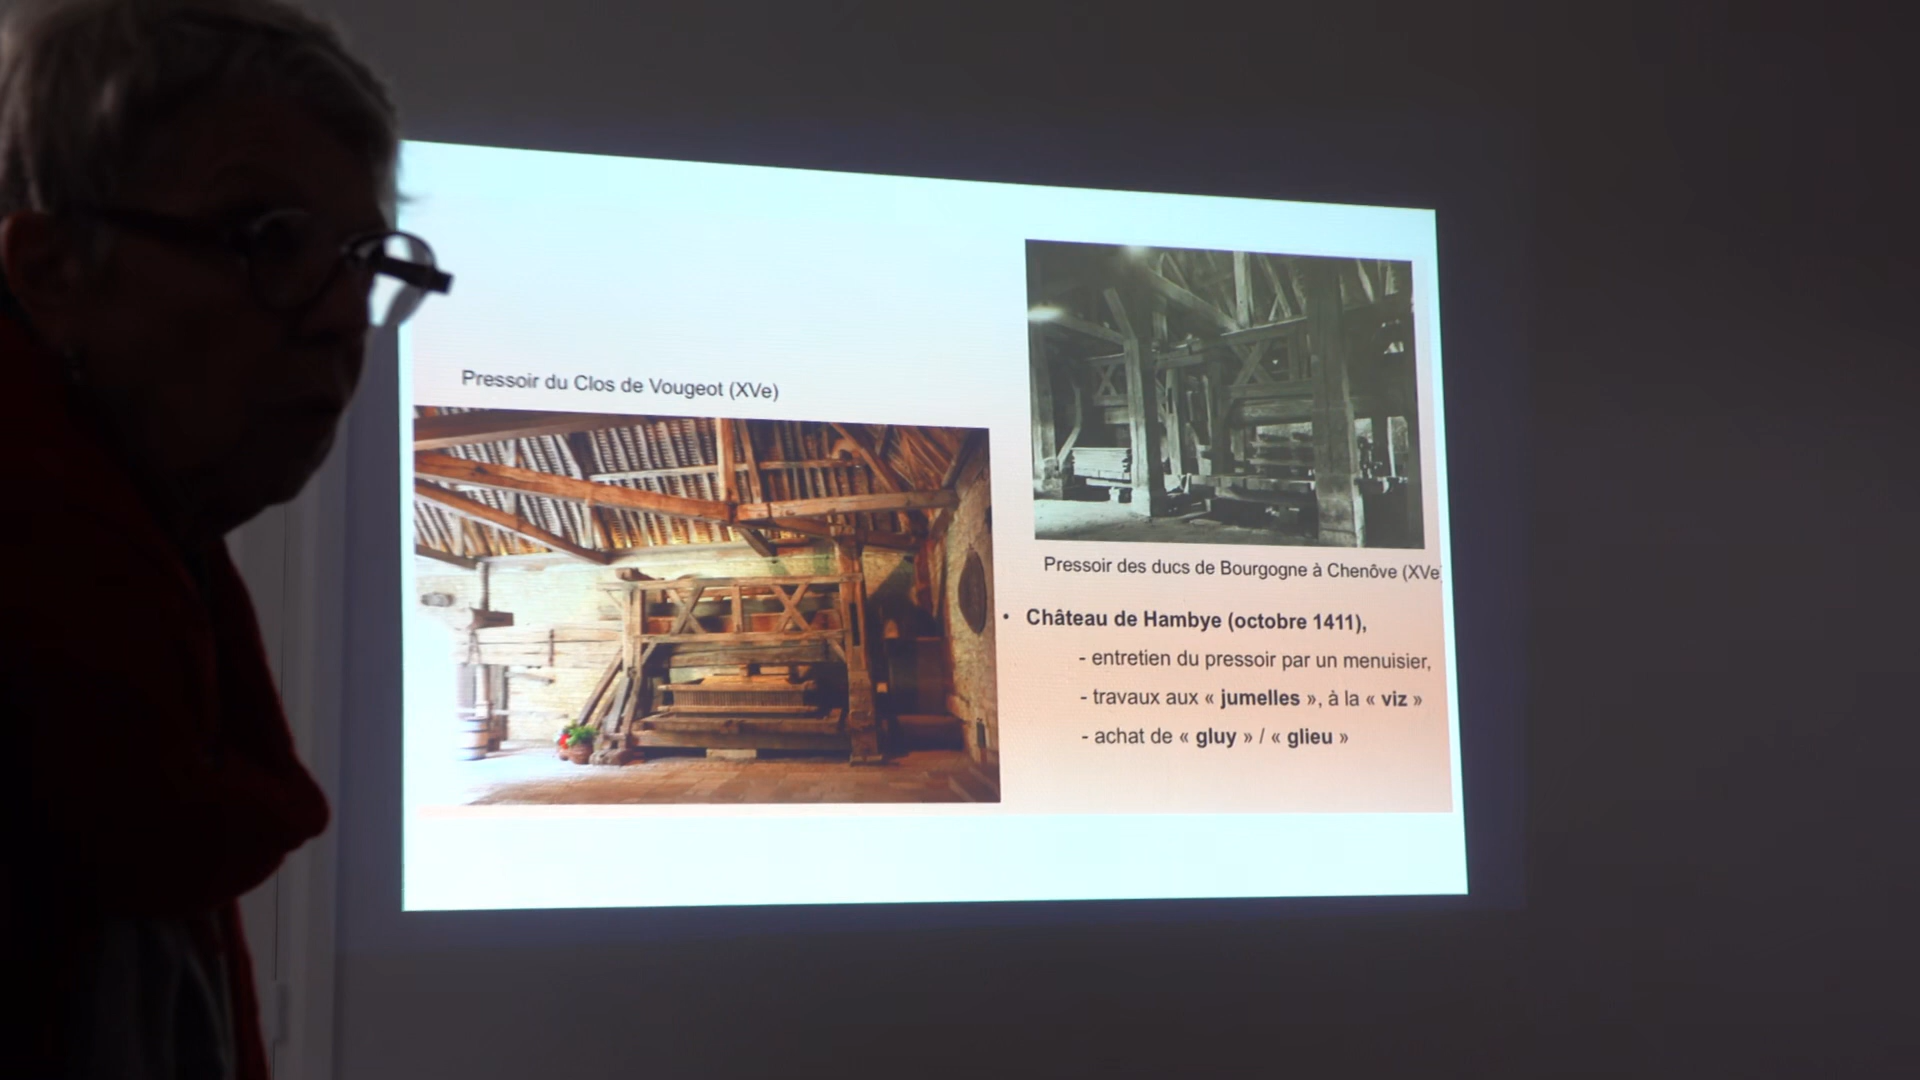 Pressoir du Clos de Vougeot (XVe)
Pressoir des ducs de Bourgogne à Chenôve (XVe
• Château de Hambye (octobre 1411),
- entretien du pressoir par un menuisier,
- travaux aux « jumelles », à la « viz »
- achat de « gluy » / « glieu »